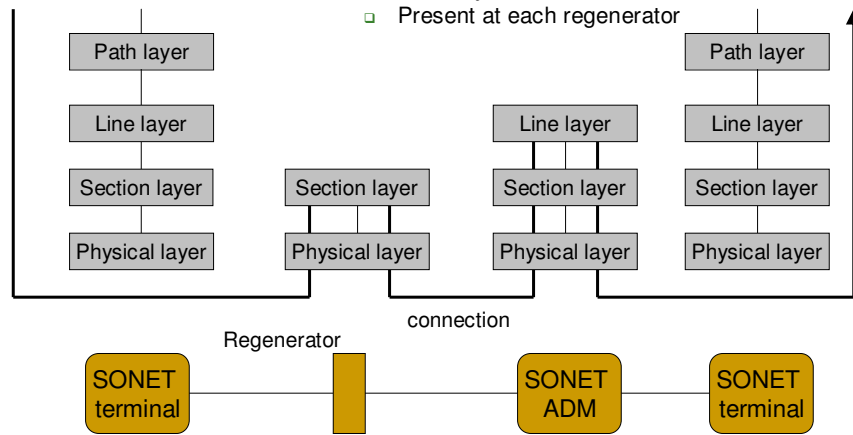 Present at each regenerator
Path layer
Path layer
Line layer
Line layer
Line layer
Section layer
Section layer
Section layer
Section layer
Physical layer
Physical layer
Physical layer
Physical layer
connection
Regenerator
SONET
terminal
SONET
ADM
SONET
terminal